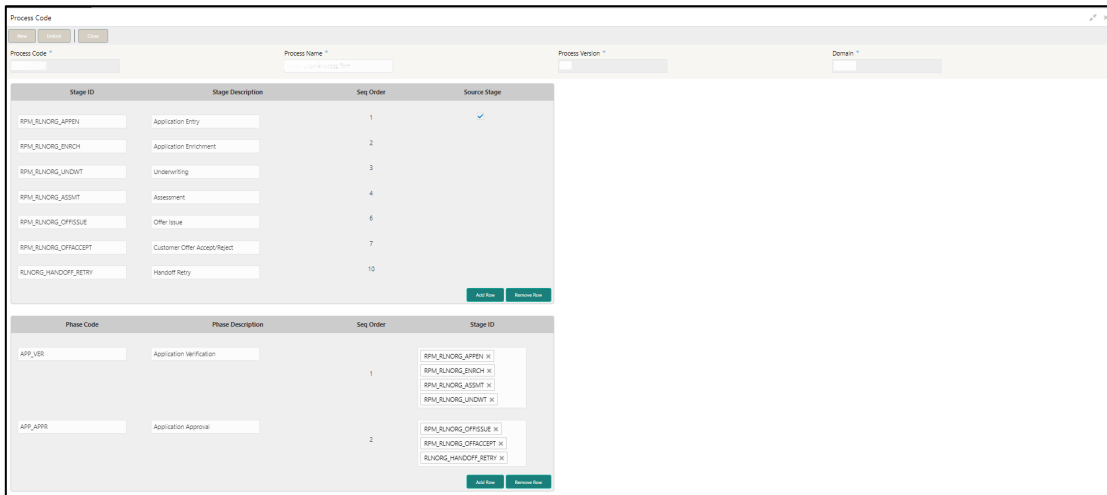 Process Code
New Unlock Close
Process Code * Process Name * Process Version * Domain *
Stage ID Stage Description Seq Order Source Stage
RPM_RLNORG_APPEN Application Entry 1
RPM_RLNORG_ENRCH Application Enrichment 2
RPM_RLNORG_UNDWT Underwriting 3
RPM_RLNORG_ASSMT Assessment 4
RPM_RLNORG_OFFISSUE Offer Issue 6
RPM_RLNORG_OFFACCEPT Customer Offer Accept/Reject 7
RLNORG_HANDOFF_RETRY Handoff Retry 10
Add Row Remove Row
Phase Code Phase Description Seq Order Stage ID
APP_VER Application Verification 1
RPM_RLNORG_APPEN ×
RPM_RLNORG_ENRCH ×
RPM_RLNORG_ASSMT ×
RPM_RLNORG_UNDWT ×
APP_APPR Application Approval 2
RPM_RLNORG_OFFISSUE ×
RPM_RLNORG_OFFACCEPT ×
RLNORG_HANDOFF_RETRY ×
Add Row Remove Row